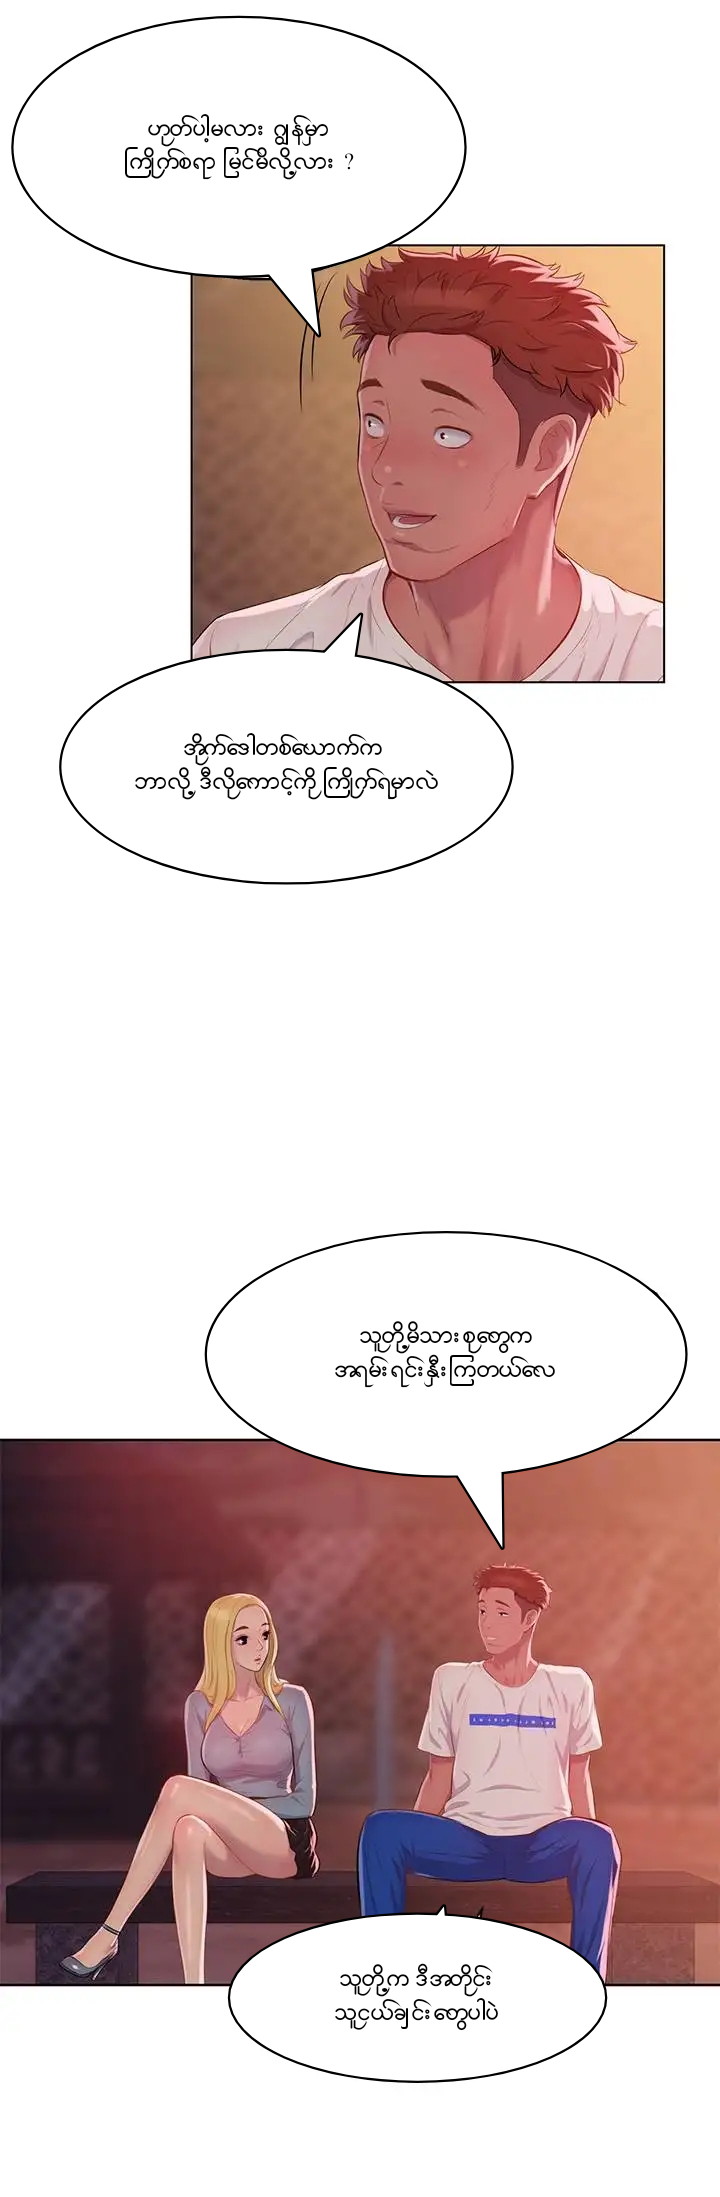 ဟုတ်ပါ့မလား ဂျွန်မှာ
ကြိုက်စရာ မြင်မိလို့လား ?
အိုက်ဒေါ်တစ်ယောက်က
ဘာလို့ ဒီလိုကောင့်ကို ကြိုက်ရမှာလဲ
သူတို့မိသားစုတွေက
အရမ်းရင်းနှီးကြတယ်လေ
သူတို့က ဒီအတိုင်း
သူငယ်ချင်းတွေပါပဲ